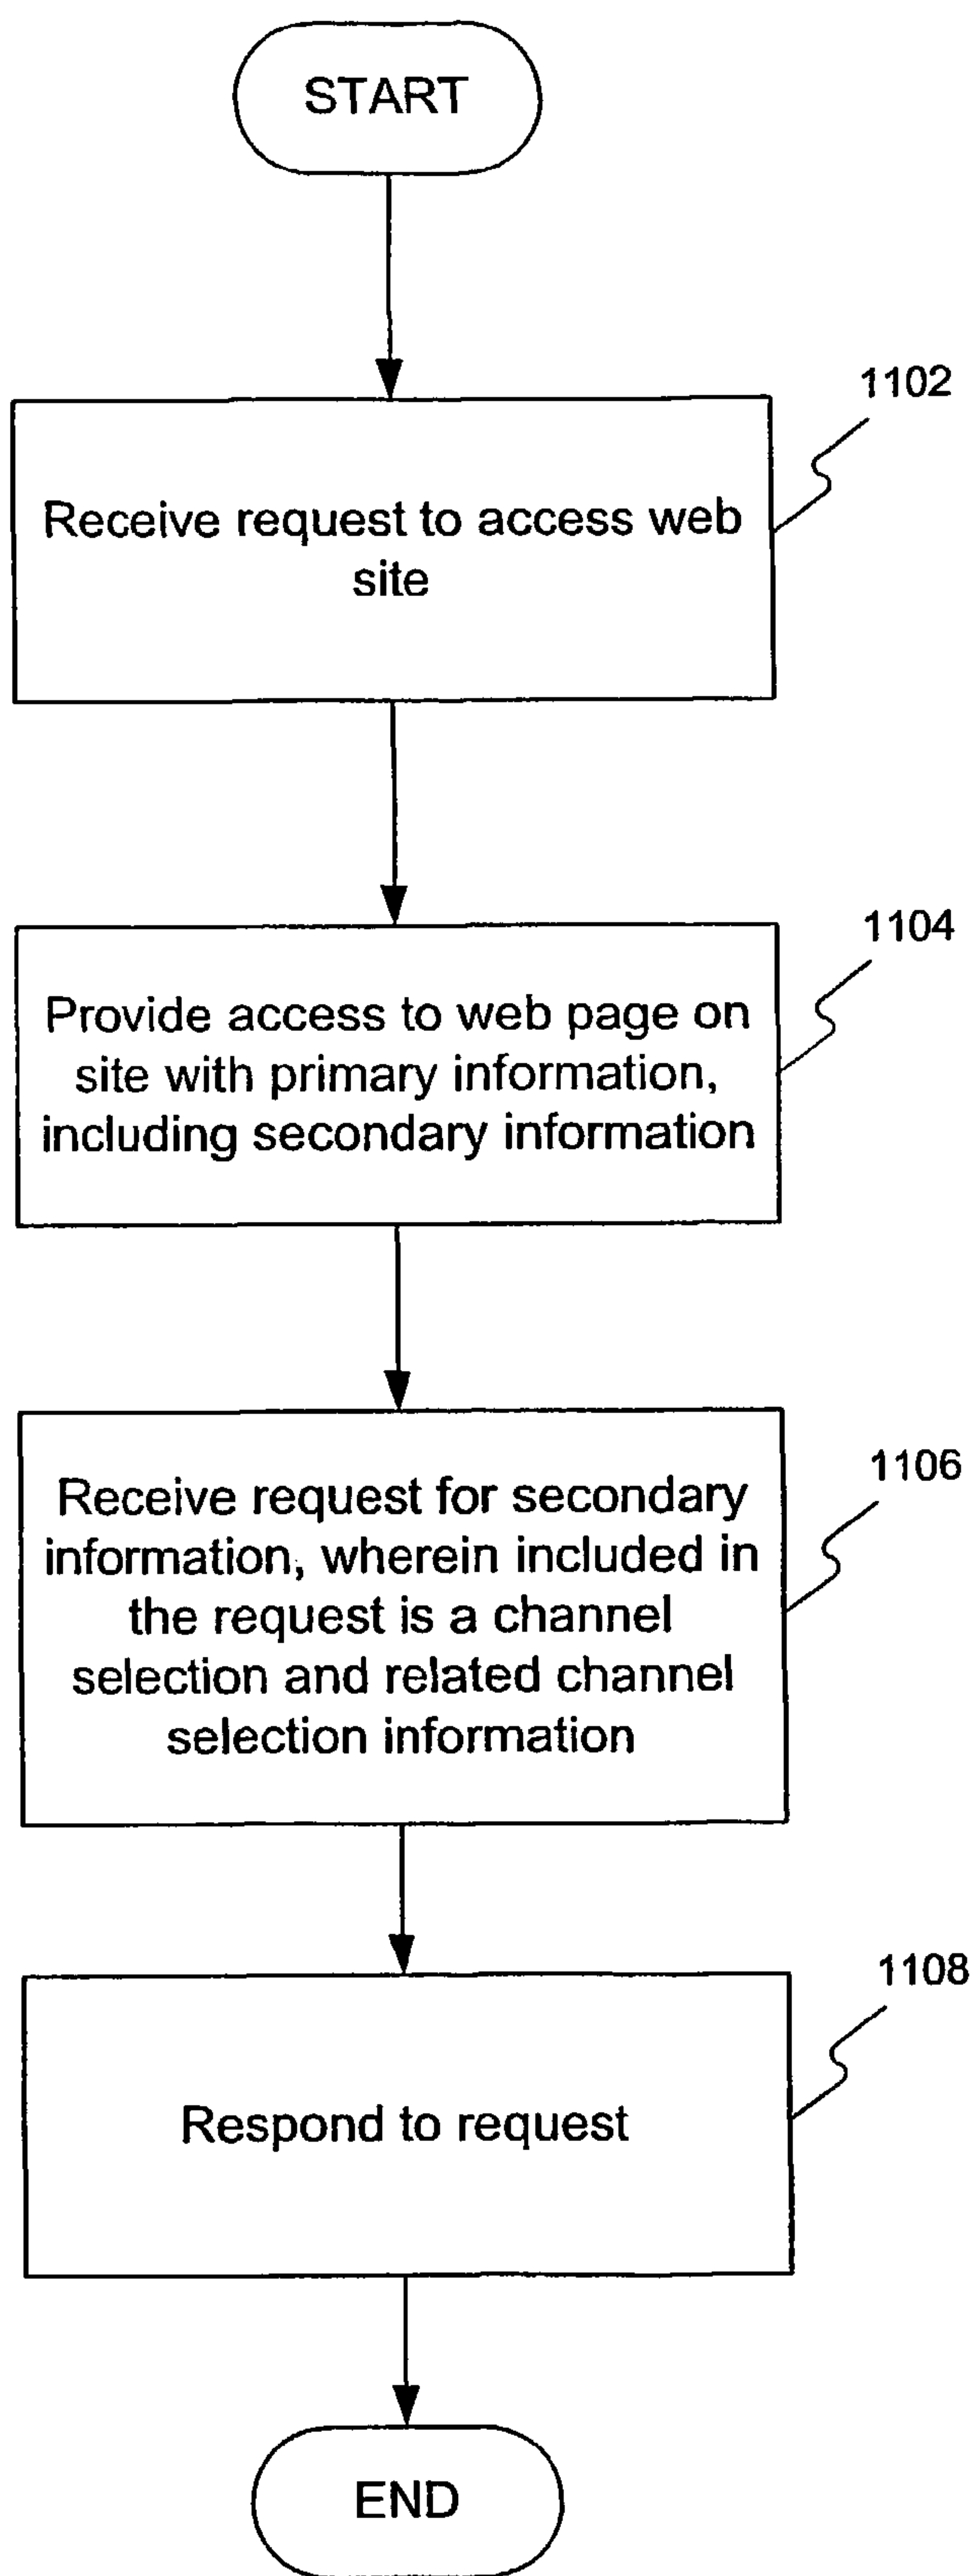 START
1102
Receive request to access web
site
1104
Provide access to web page on
site with primary information,
including secondary information
1106
Receive request for secondary
information, wherein included in
the request is a channel
selection and related channel
selection information
1108
Respond to request
END